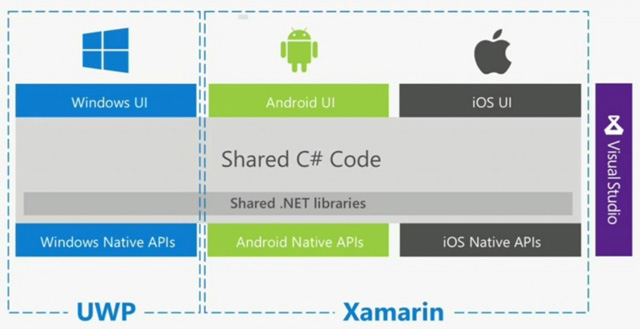 Windows UI
Android UI
iOS UI
Shared C# Code
Shared .NET libraries
Windows Native APIs
Android Native APIs
iOS Native APIs
Visual Studio
UWP
Xamarin